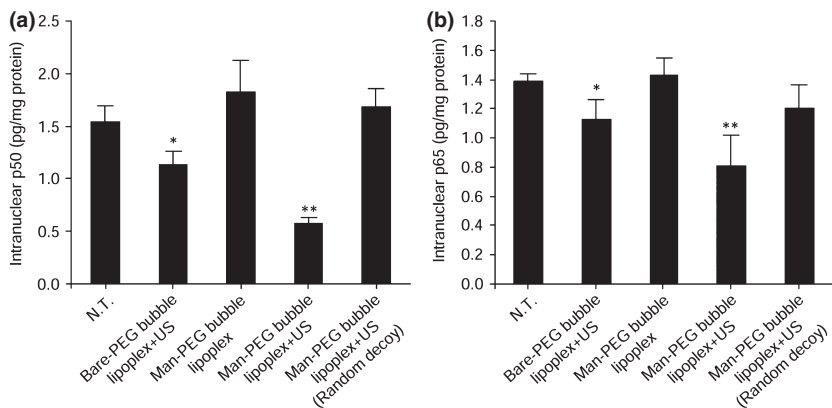 (a)
2.5
2.0
1.5
1.0
0.5
0.0
Intranuclear p50 (pg/mg protein)
*
**
N.T.
Bare-PEG bubble
lipoplex+US
Man-PEG bubble
lipoplex
Man-PEG bubble
lipoplex+US
Man-PEG bubble
lipoplex+US
(Random decoy)
(b)
1.8
1.6
1.4
1.2
1.0
0.8
0.6
0.4
0.2
0.0
Intranuclear p65 (pg/mg protein)
*
**
N.T.
Bare-PEG bubble
lipoplex+US
Man-PEG bubble
lipoplex
Man-PEG bubble
lipoplex+US
Man-PEG bubble
lipoplex+US
(Random decoy)